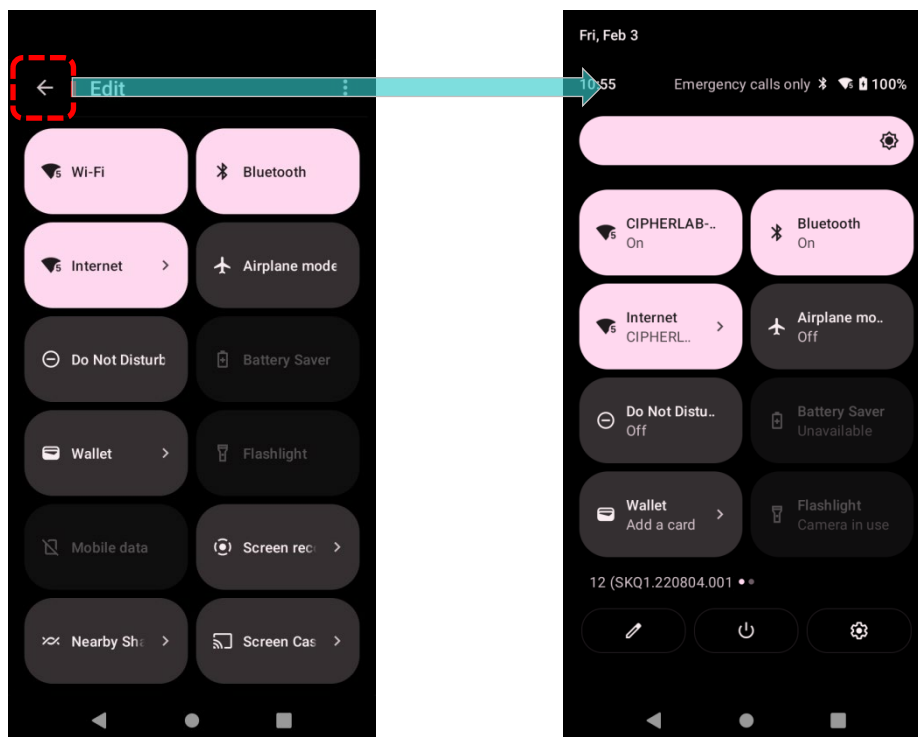 Edit
Wi-Fi
Bluetooth
Internet
Airplane mode
Do Not Disturb
Battery Saver
Wallet
Flashlight
Mobile data
Screen rec
Nearby Sha
Screen Cas
Fri, Feb 3
10:55 Emergency calls only 5 100%
CIPHERLAB-..
On
Bluetooth
On
Internet
CIPHERL..
Airplane mo..
Off
Do Not Distu..
Off
Battery Saver
Unavailable
Wallet
Add a card
Flashlight
Camera in use
12 (SKQ1.220804.001